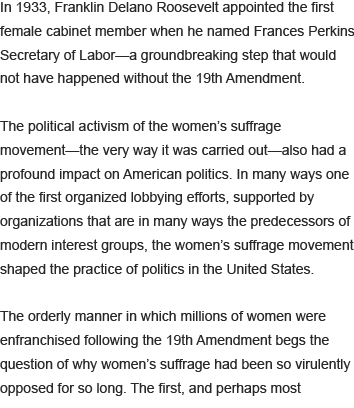 In 1933, Franklin Delano Roosevelt appointed the first
female cabinet member when he named Frances Perkins
Secretary of Labor—a groundbreaking step that would
not have happened without the 19th Amendment.

The political activism of the women’s suffrage
movement—the very way it was carried out—also had a
profound impact on American politics. In many ways one
of the first organized lobbying efforts, supported by
organizations that are in many ways the predecessors of
modern interest groups, the women’s suffrage movement
shaped the practice of politics in the United States.

The orderly manner in which millions of women were
enfranchised following the 19th Amendment begs the
question of why women’s suffrage had been so virulently
opposed for so long. The first, and perhaps most